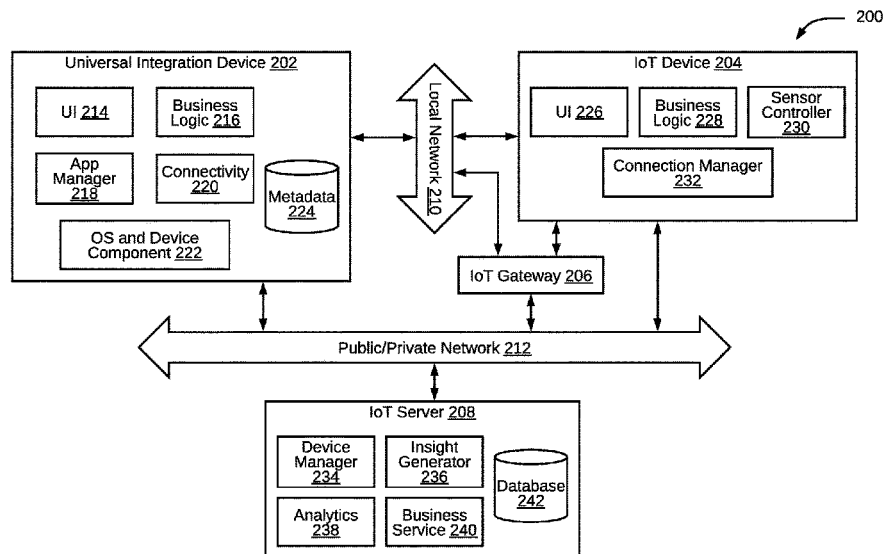 200
Universal Integration Device 202
UI 214
Business
Logic 216
App
Manager
218
Connectivity
220
Metadata
224
OS and Device
Component 222
Local Network 210
IoT Device 204
UI 226
Business
Logic 228
Sensor
Controller
230
Connection Manager
232
IoT Gateway 206
Public/Private Network 212
IoT Server 208
Device
Manager
234
Insight
Generator
236
Database
242
Analytics
238
Business
Service 240